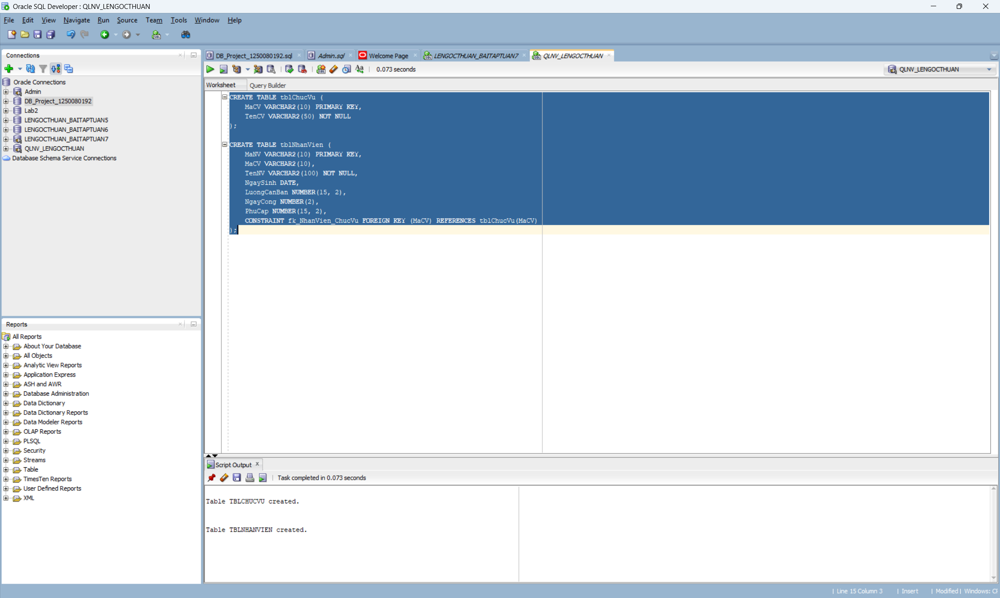 Oracle SQL Developer : QLNV_LENGOCTHUAN
File Edit View Navigate Run Source Team Tools Window Help
Connections
Oracle Connections
Admin
DB_Project_1250080192
Lab2
LENGOCTHUAN_BAITAPTUAN5
LENGOCTHUAN_BAITAPTUAN6
LENGOCTHUAN_BAITAPTUAN7
QLNV_LENGOCTHUAN
Database Schema Service Connections
Reports
All Reports
About Your Database
All Objects
Analytic View Reports
Application Express
ASH and AWR
Database Administration
Data Dictionary
Data Dictionary Reports
Data Modeler Reports
OLAP Reports
PLSQL
Security
Streams
Table
TimesTen Reports
User Defined Reports
XML
DB_Project_1250080192.sql Admin.sql Welcome Page LENGOCTHUAN_BAITAPTUAN7 QLNV_LENGOCTHUAN
0.073 seconds QLNV_LENGOCTHUAN
Worksheet Query Builder
CREATE TABLE tblChucVu (
    MaCV VARCHAR2(10) PRIMARY KEY,
    TenCV VARCHAR2(50) NOT NULL
);
CREATE TABLE tblNhanVien (
    MaNV VARCHAR2(10) PRIMARY KEY,
    MaCV VARCHAR2(10),
    TenNV VARCHAR2(100) NOT NULL,
    NgaySinh DATE,
    LuongCanBan NUMBER(15, 2),
    NgayCong NUMBER(2),
    PhuCap NUMBER(15, 2),
    CONSTRAINT fk_NhanVien_ChucVu FOREIGN KEY (MaCV) REFERENCES tblChucVu(MaCV)
);
Script Output
Task completed in 0.073 seconds
Table TBLCHUCVU created.
Table TBLNHANVIEN created.
Line 15 Column 3 | Insert | Modified | Windows: